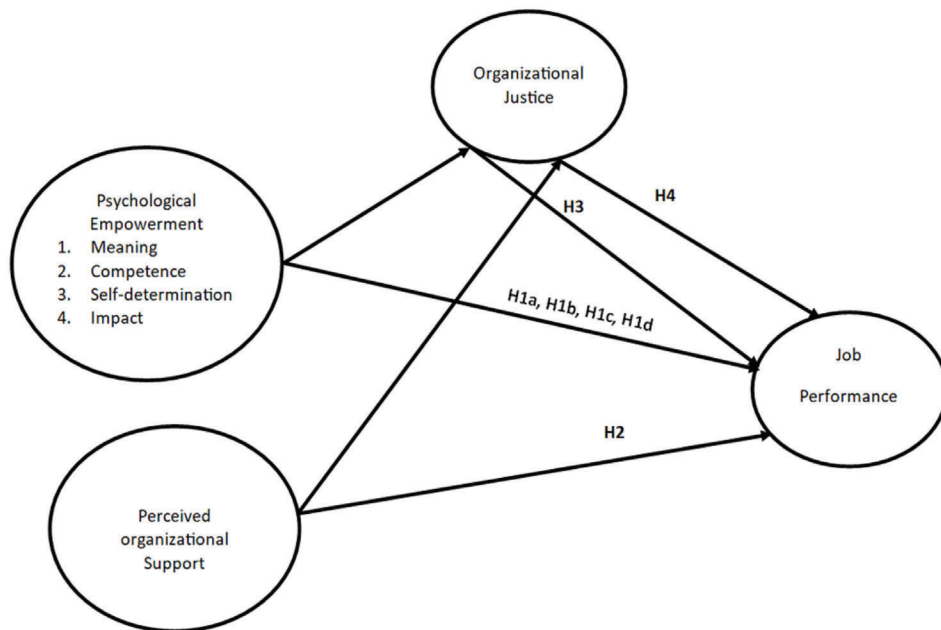 Organizational
Justice
Psychological
Empowerment
1. Meaning
2. Competence
3. Self-determination
4. Impact
H3
H4
H1a, H1b, H1c, H1d
Job
Performance
H2
Perceived
organizational
Support